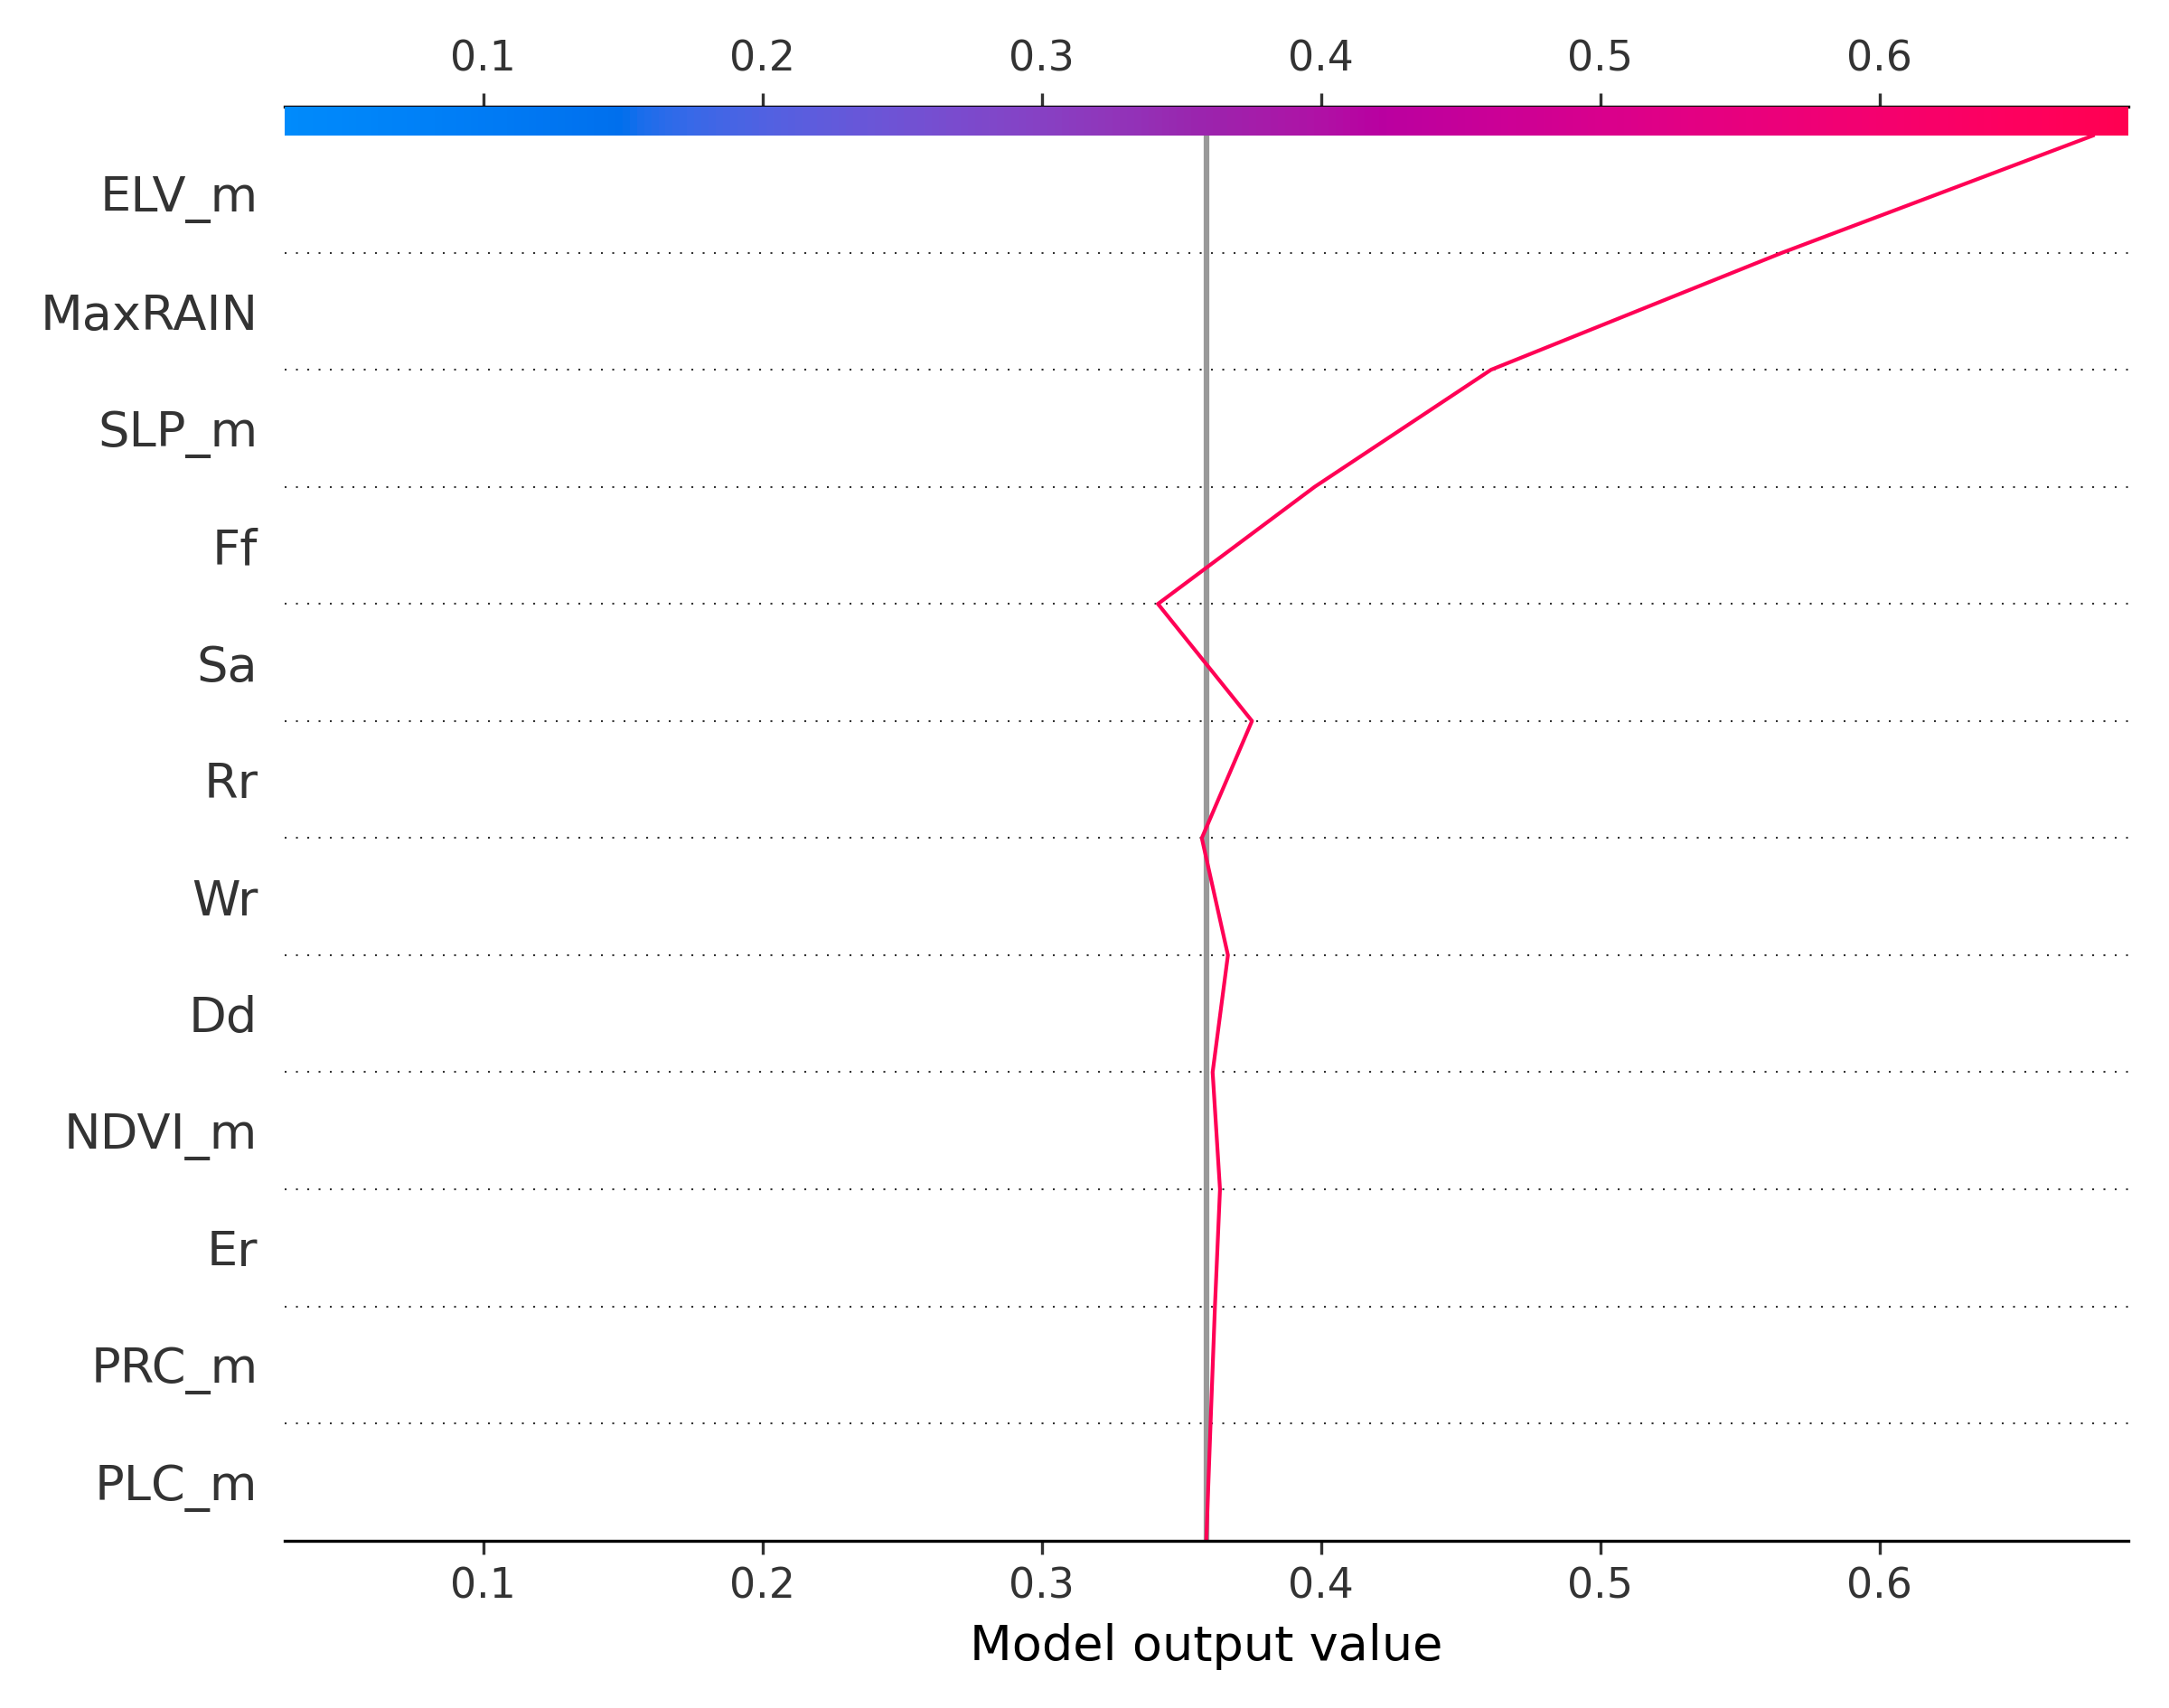 0.1 0.2 0.3 0.4 0.5 0.6
ELV_m
MaxRAIN
SLP_m
Ff
Sa
Rr
Wr
Dd
NDVI_m
Er
PRC_m
PLC_m
0.1 0.2 0.3 0.4 0.5 0.6
Model output value